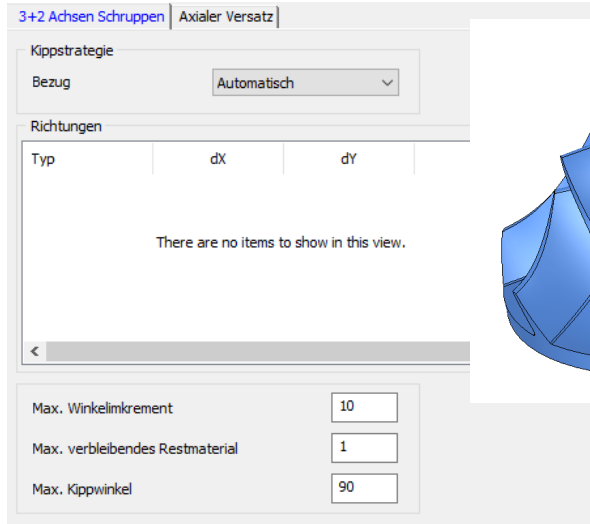 3+2 Achsen Schruppen Axialer Versatz
Kippstrategie
Bezug Automatisch
Richtungen
Typ dX dY
There are no items to show in this view.
Max. Winkelimkrement 10
Max. verbleibendes Restmaterial 1
Max. Kippwinkel 90